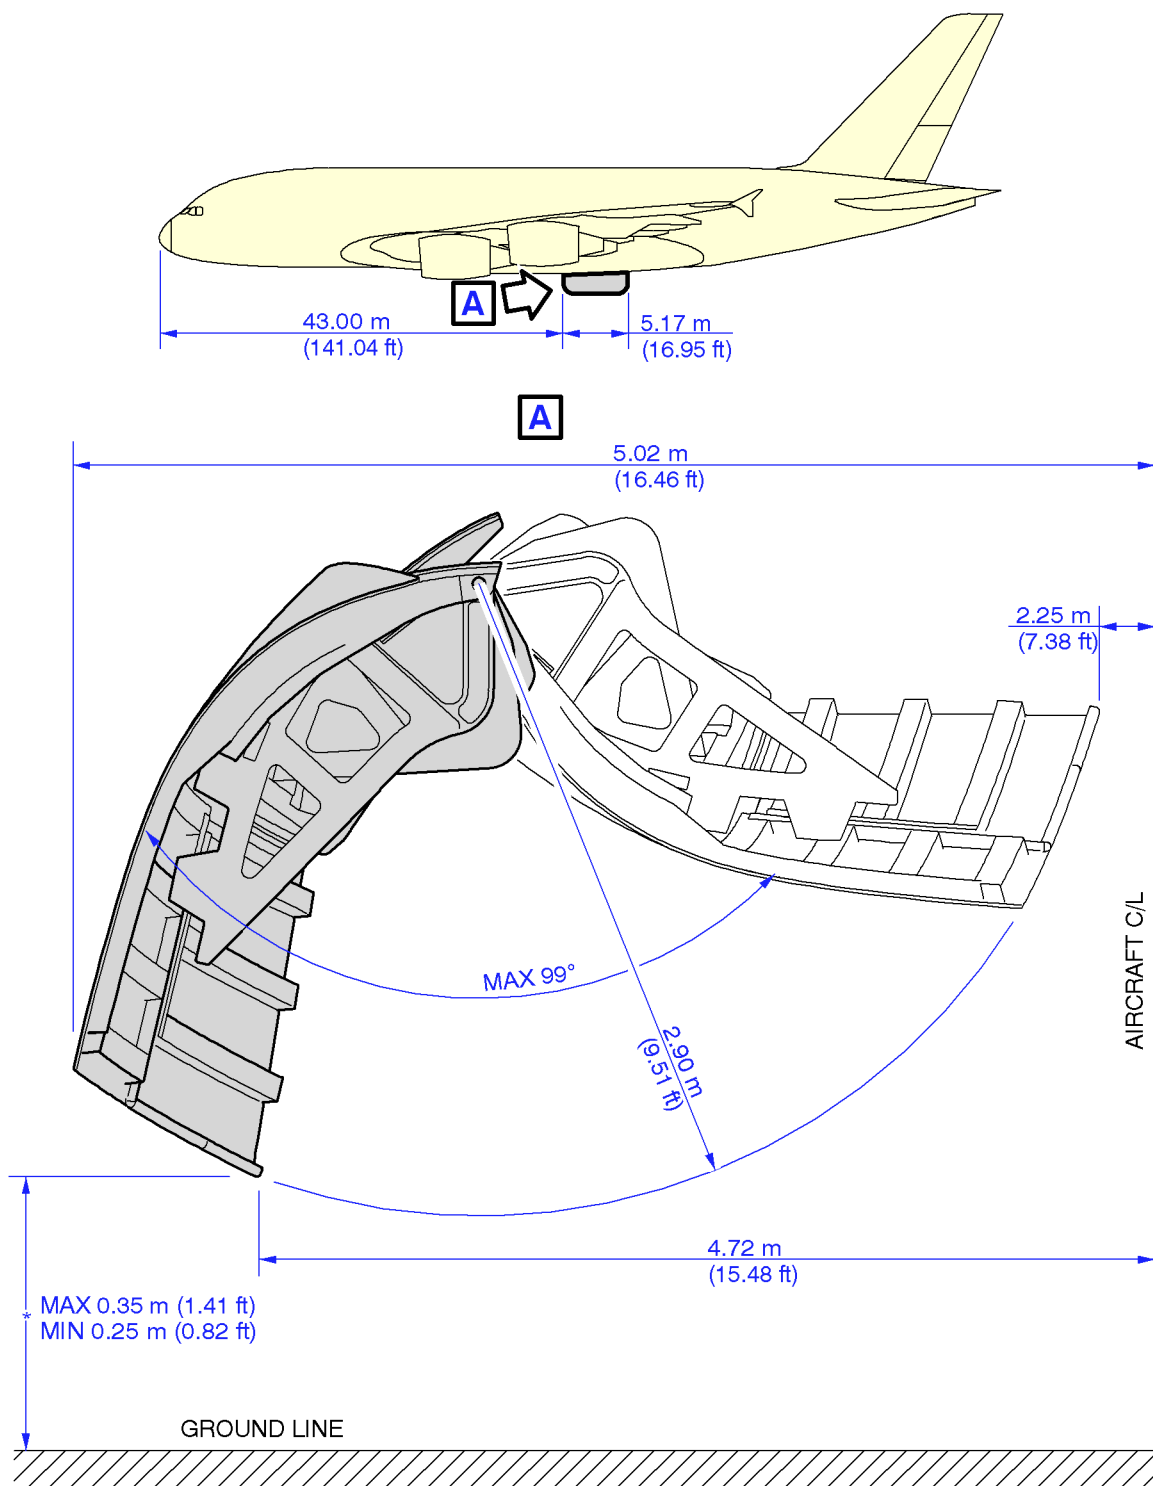 A
43.00 m
(141.04 ft)
5.17 m
(16.95 ft)
A
5.02 m
(16.46 ft)
2.25 m
(7.38 ft)
AIRCRAFT C/L
MAX 99°
2.90 m
(9.51 ft)
4.72 m
(15.48 ft)
* MAX 0.35 m (1.41 ft)
MIN 0.25 m (0.82 ft)
GROUND LINE